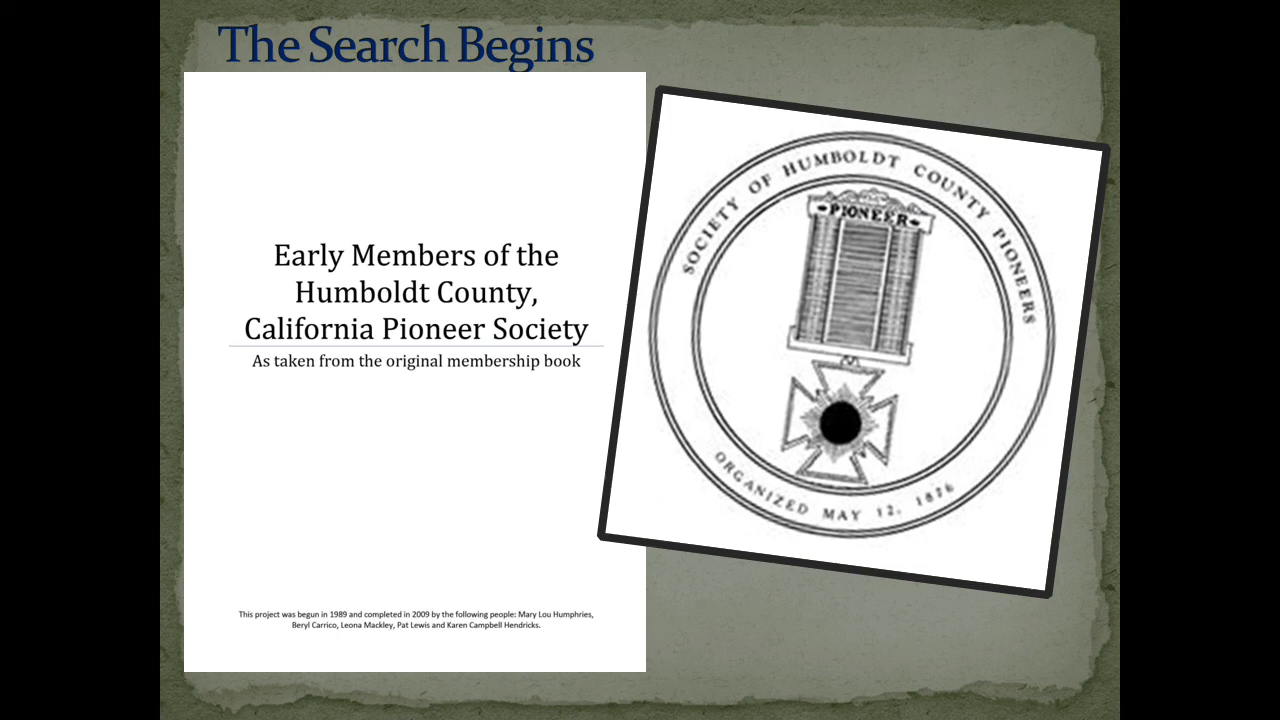 The Search Begins
Early Members of the
Humboldt County,
California Pioneer Society
As taken from the original membership book
This project was begun in 1989 and completed in 2009 by the following people: Mary Lou Humphries,
Beryl Carrico, Leona Mackley, Pat Lewis and Karen Campbell Hendricks.
SOCIETY OF HUMBOLDT COUNTY PIONEERS
PIONEER
ORGANIZED MAY 12, 1876